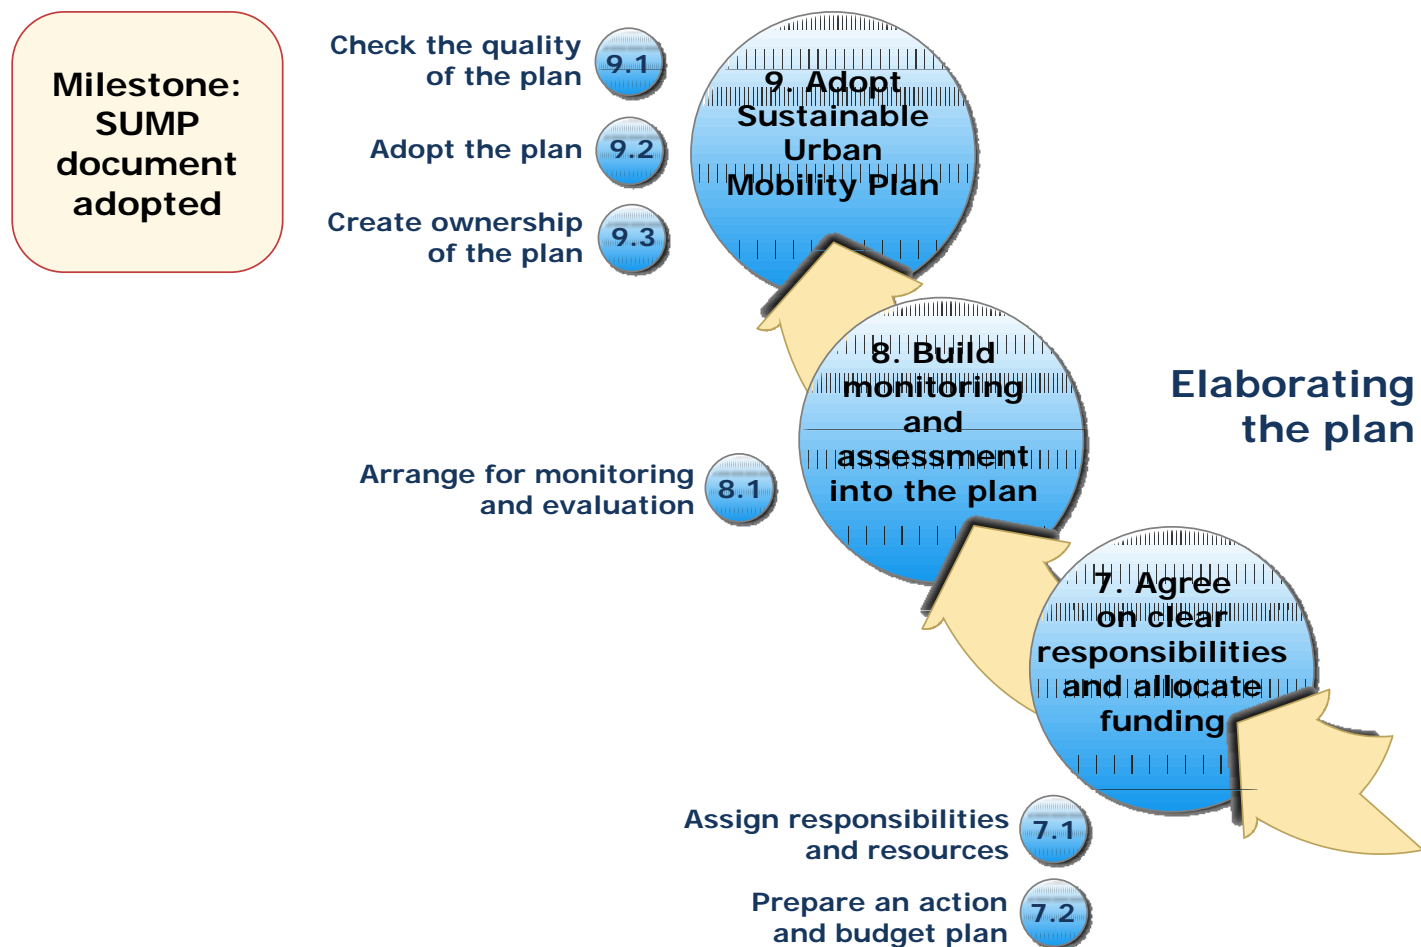 Milestone:
SUMP
document
adopted
Check the quality
of the plan
9.1
Adopt the plan
9.2
Create ownership
of the plan
9.3
9. Adopt
Sustainable
Urban
Mobility Plan
8. Build
monitoring
and
assessment
into the plan
Elaborating
the plan
Arrange for monitoring
and evaluation
8.1
7. Agree
on clear
responsibilities
and allocate
funding
Assign responsibilities
and resources
7.1
Prepare an action
and budget plan
7.2